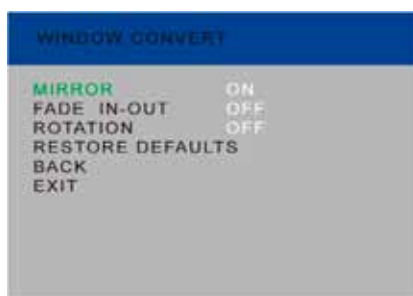 WINDOW CONVERT
MIRROR ON
FADE IN-OUT OFF
ROTATION OFF
RESTORE DEFAULTS
BACK
EXIT